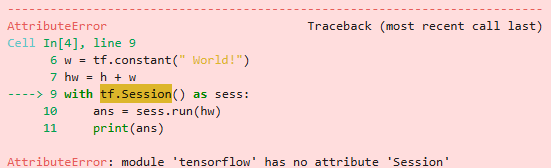 ---------------------------------------------------------------------------
AttributeError                            Traceback (most recent call last)
Cell In[4], line 9
      6 w = tf.constant(" World!")
      7 hw = h + w
----> 9 with tf.Session() as sess:
     10     ans = sess.run(hw)
     11     print(ans)
AttributeError: module 'tensorflow' has no attribute 'Session'